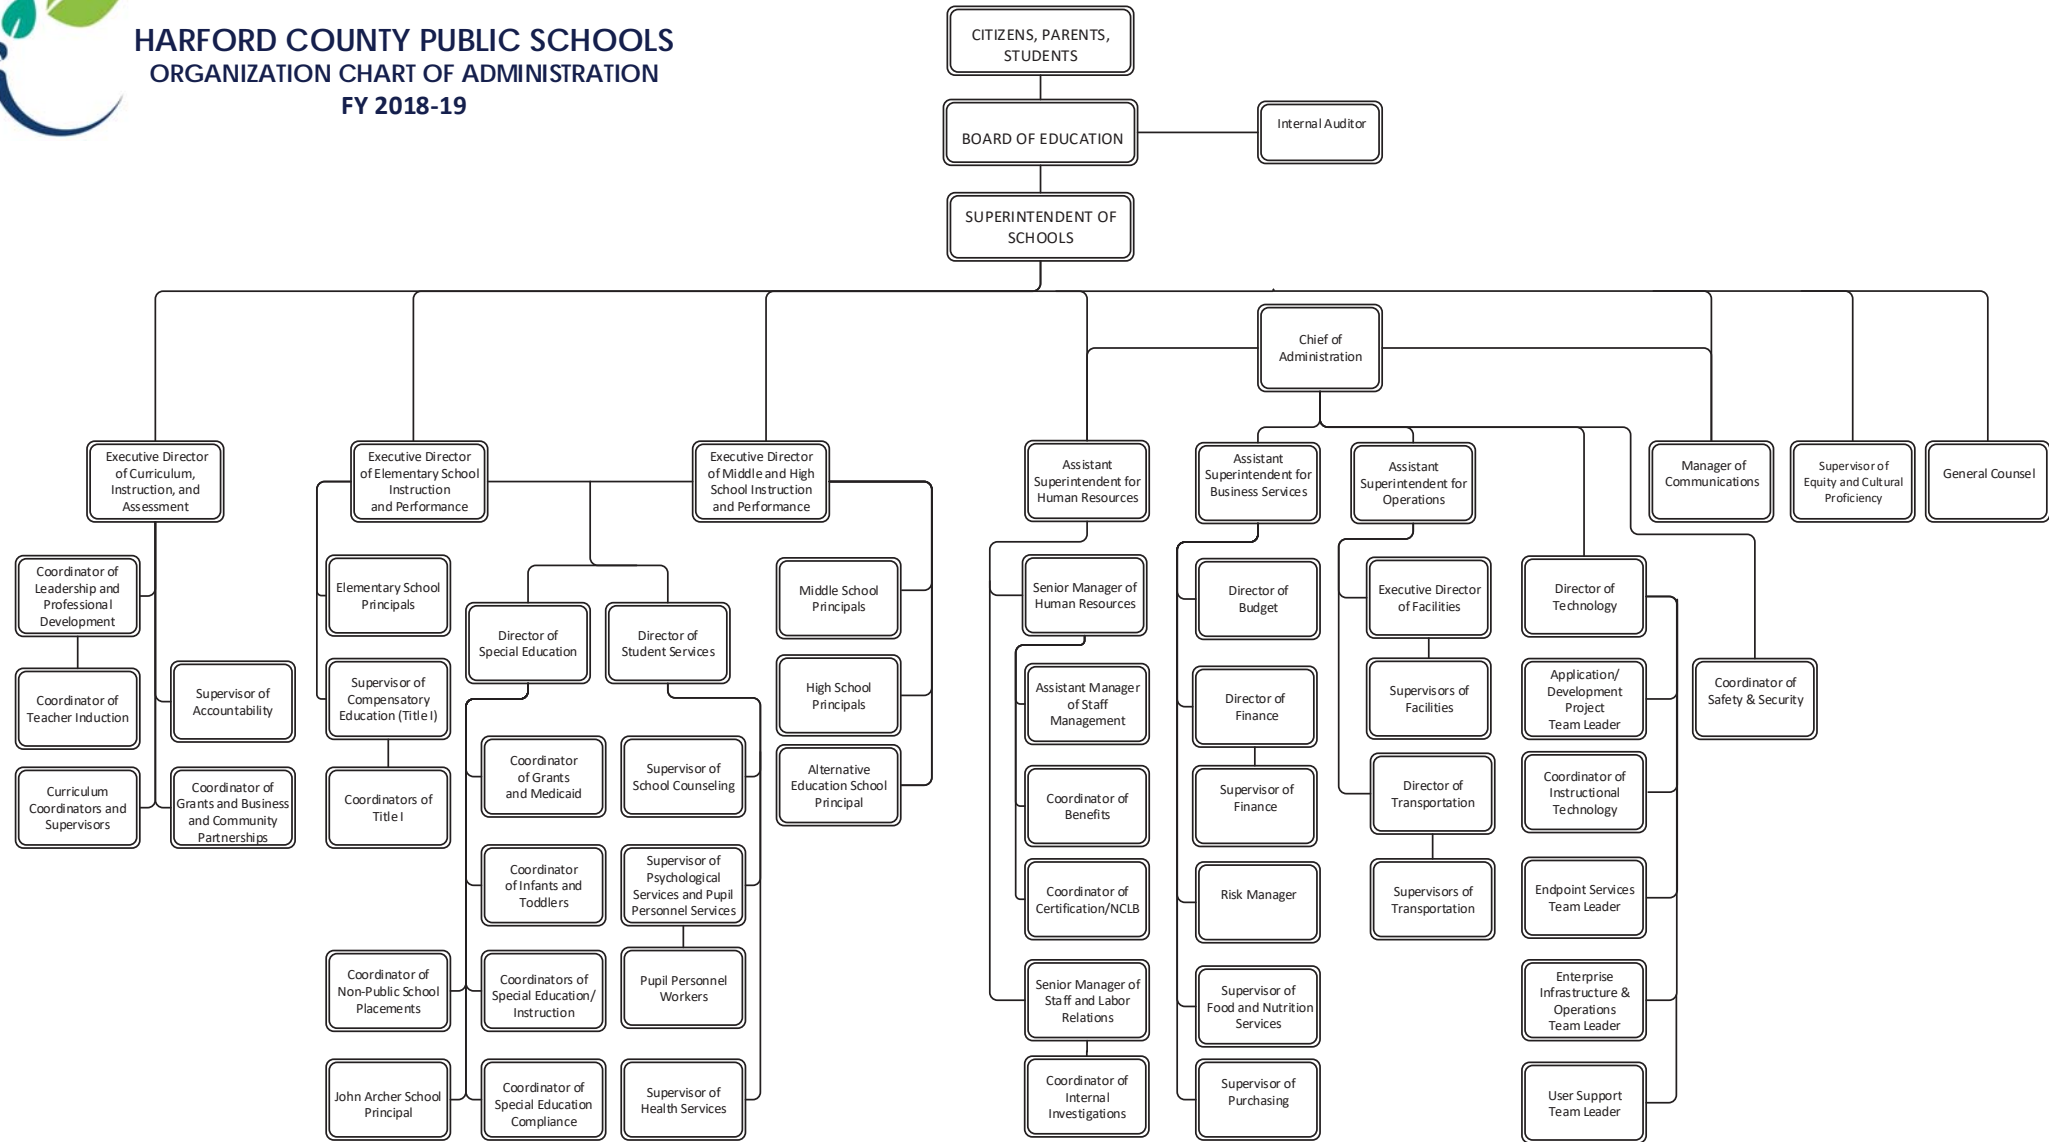 HARFORD COUNTY PUBLIC SCHOOLS
ORGANIZATION CHART OF ADMINISTRATION
FY 2018-19
CITIZENS, PARENTS,
STUDENTS
BOARD OF EDUCATION
Internal Auditor
SUPERINTENDENT OF
SCHOOLS
Chief of
Administration
Executive Director
of Curriculum,
Instruction, and
Assessment
Executive Director
of Elementary School
Instruction
and Performance
Executive Director
of Middle and High
School Instruction
and Performance
Assistant
Superintendent for
Human Resources
Assistant
Superintendent for
Business Services
Assistant
Superintendent for
Operations
Manager of
Communications
Supervisor of
Equity and Cultural
Proficiency
General Counsel
Coordinator of
Leadership and
Professional
Development
Coordinator of
Teacher Induction
Supervisor of
Accountability
Curriculum
Coordinators and
Supervisors
Coordinator of
Grants and Business
and Community
Partnerships
Elementary School
Principals
Supervisor of
Compensatory
Education (Title I)
Coordinators of
Title I
Director of
Special Education
Director of
Student Services
Coordinator
of Grants
and Medicaid
Supervisor of
School Counseling
Coordinator
of Infants and
Toddlers
Supervisor of
Psychological
Services and Pupil
Personnel Services
Coordinator of
Non-Public School
Placements
Coordinators of
Special Education/
Instruction
Pupil Personnel
Workers
John Archer School
Principal
Coordinator of
Special Education
Compliance
Supervisor of
Health Services
Middle School
Principals
High School
Principals
Alternative
Education School
Principal
Senior Manager of
Human Resources
Assistant Manager
of Staff
Management
Coordinator of
Benefits
Coordinator of
Certification/NCLB
Senior Manager of
Staff and Labor
Relations
Coordinator of
Internal
Investigations
Director of
Budget
Director of
Finance
Supervisor of
Finance
Risk Manager
Supervisor of
Food and Nutrition
Services
Supervisor of
Purchasing
Executive Director
of Facilities
Supervisors of
Facilities
Director of
Transportation
Supervisors of
Transportation
Director of
Technology
Application/
Development
Project
Team Leader
Coordinator of
Instructional
Technology
Endpoint Services
Team Leader
Enterprise
Infrastructure &
Operations
Team Leader
User Support
Team Leader
Coordinator of
Safety & Security